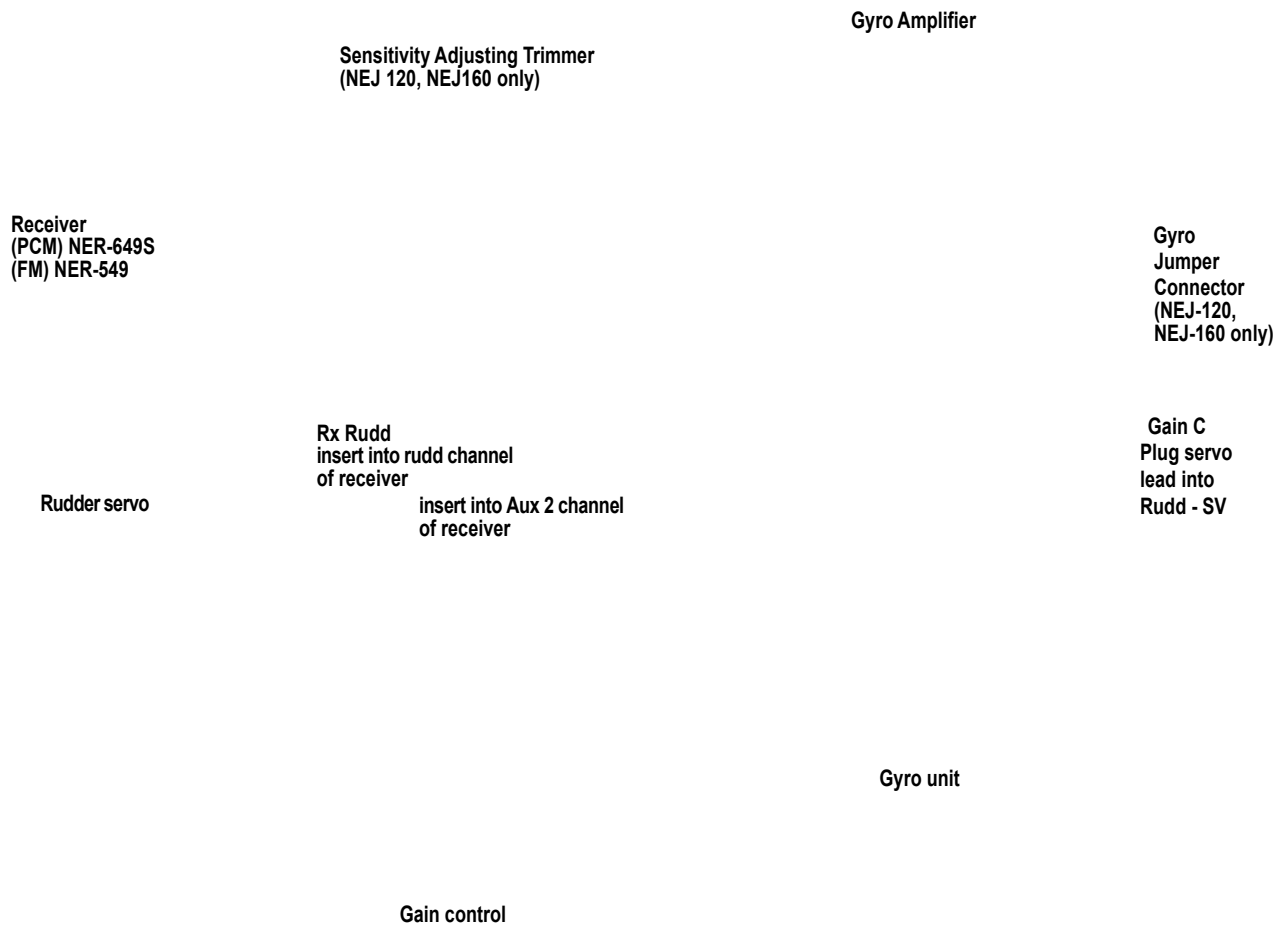 Gyro Amplifier
Sensitivity Adjusting Trimmer
(NEJ 120, NEJ160 only)
Receiver
(PCM) NER-649S
(FM) NER-549
Gyro
Jumper
Connector
(NEJ-120,
NEJ-160 only)
Rx Rudd
insert into rudd channel
of receiver
Gain C
Plug servo
lead into
Rudd - SV
Rudder servo
insert into Aux 2 channel
of receiver
Gyro unit
Gain control